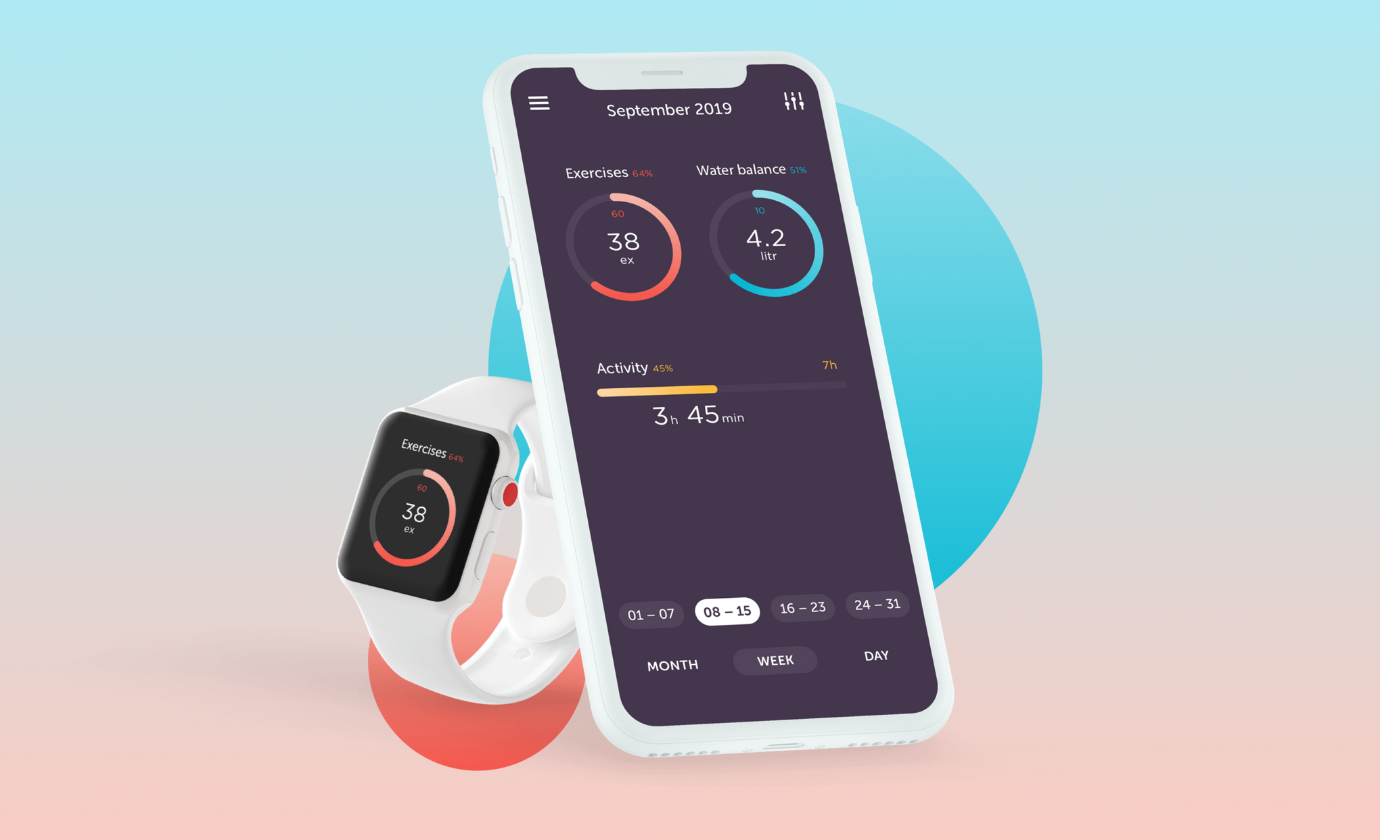 September 2019
Exercises 64%
60
38
ex
Water balance 51%
10
4.2
litr
Activity 45%
7h
3h 45min
01 – 07
08 – 15
16 – 23
24 – 31
MONTH
WEEK
DAY
Exercises 64%
60
38
ex